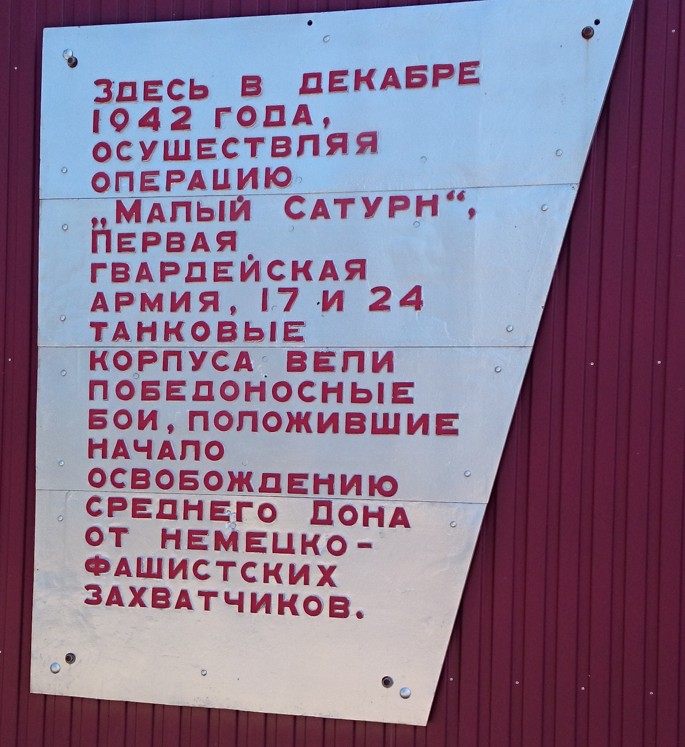 ЗДЕСЬ В ДЕКАБРЕ
1942 ГОДА,
ОСУЩЕСТВЛЯЯ
ОПЕРАЦИЮ
„МАЛЫЙ САТУРН“,
ПЕРВАЯ
ГВАРДЕЙСКАЯ
АРМИЯ, 17 И 24
ТАНКОВЫЕ
КОРПУСА ВЕЛИ
ПОБЕДОНОСНЫЕ
БОИ, ПОЛОЖИВШИЕ
НАЧАЛО
ОСВОБОЖДЕНИЮ
СРЕДНЕГО ДОНА
ОТ НЕМЕЦКО-
ФАШИСТСКИХ
ЗАХВАТЧИКОВ.